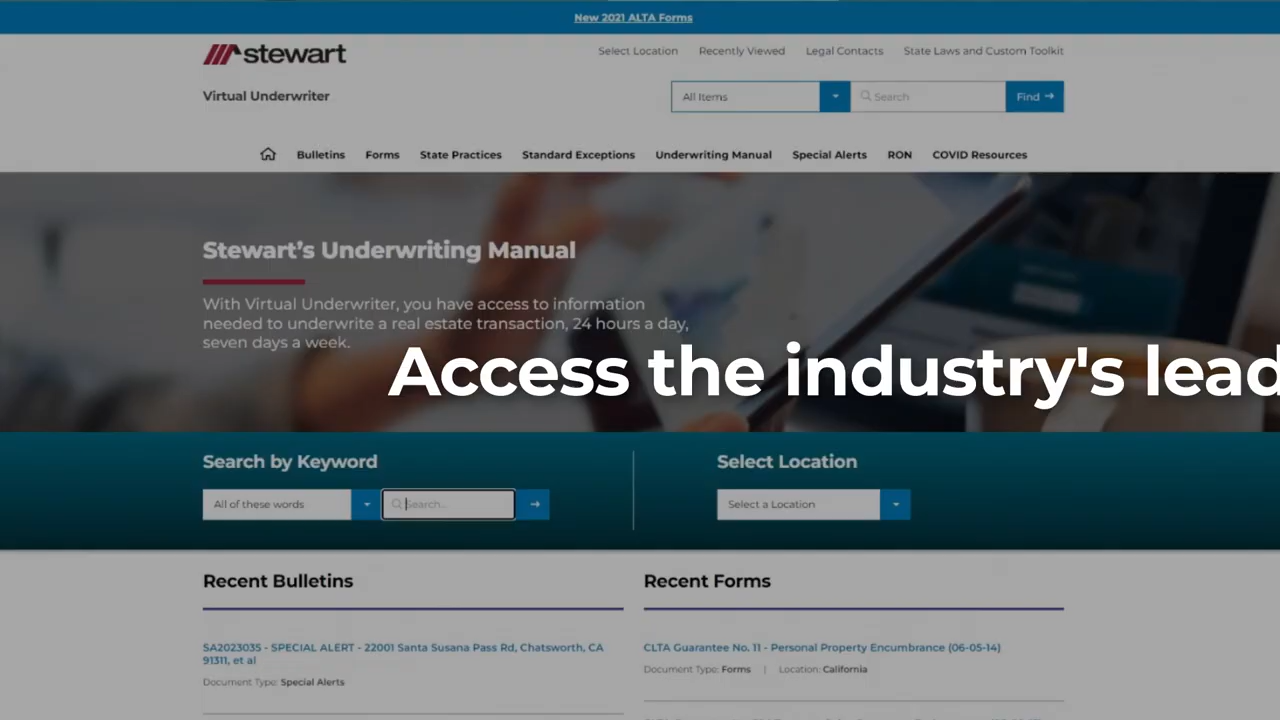 New 2021 ALTA Forms
stewart
Select Location Recently Viewed Legal Contacts State Laws and Custom Toolkit
Virtual Underwriter
All Items
Search
Find
Bulletins Forms State Practices Standard Exceptions Underwriting Manual Special Alerts RON COVID Resources
Stewart's Underwriting Manual
With Virtual Underwriter, you have access to information
needed to underwrite a real estate transaction, 24 hours a day,
seven days a week.
Access the industry's lead
Search by Keyword
All of these words
Search...
Select Location
Select a Location
Recent Bulletins
SA2023035 - SPECIAL ALERT - 22001 Santa Susana Pass Rd, Chatsworth, CA
91311, et al
Document Type: Special Alerts
Recent Forms
CLTA Guarantee No. 11 - Personal Property Encumbrance (06-05-14)
Document Type: Forms | Location: California